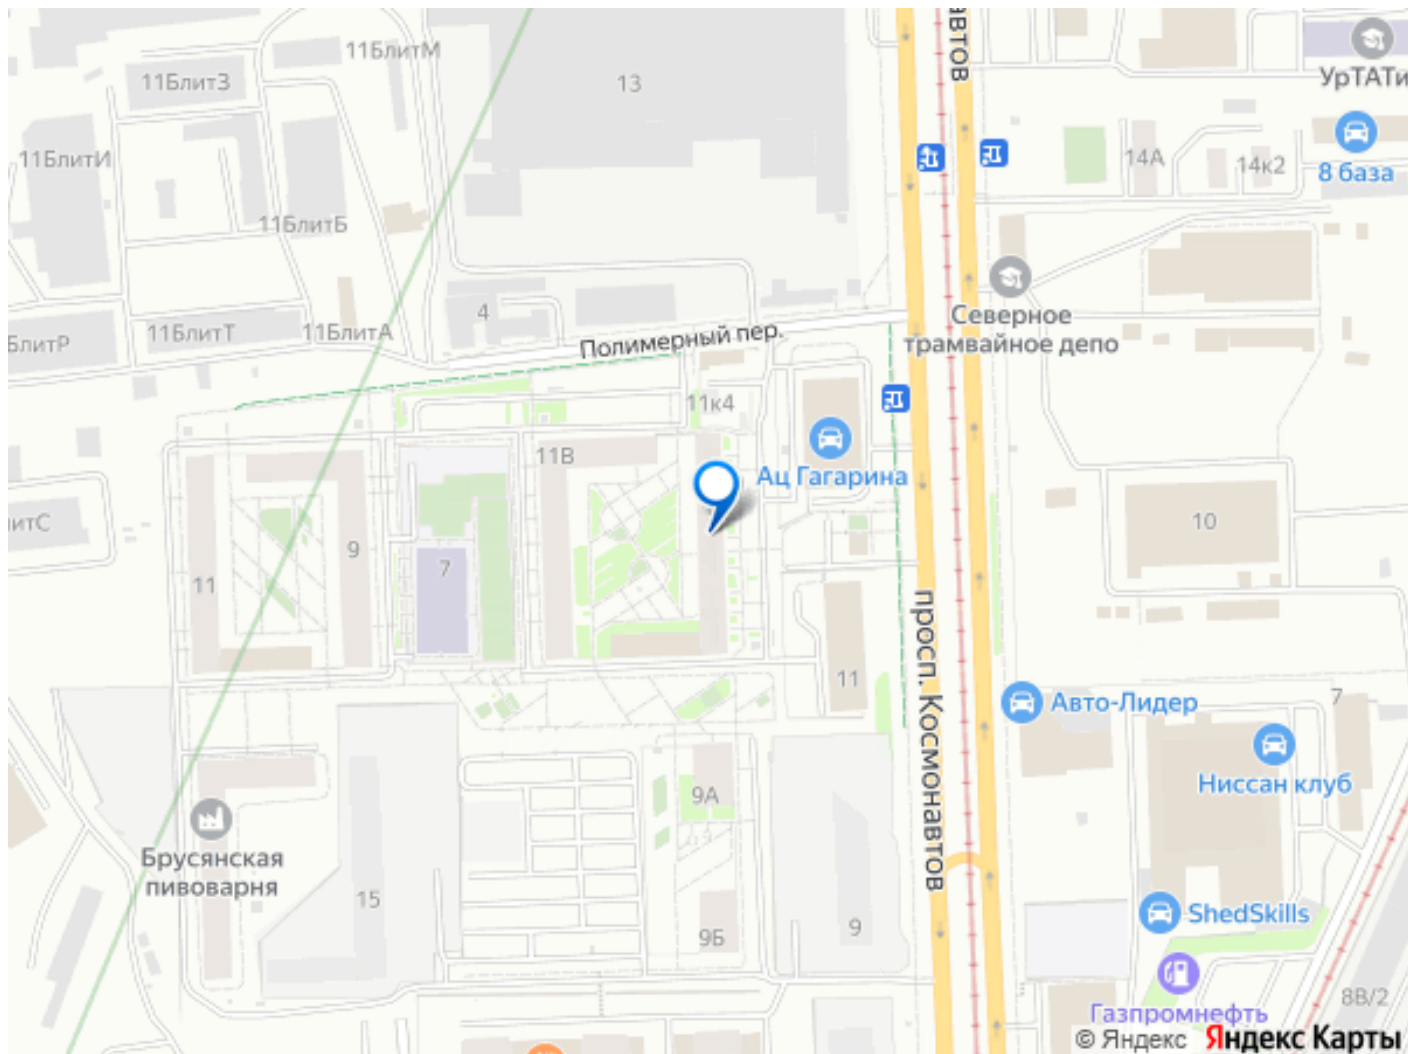 11БлитМ
автов
УрТАТи
11БлитЗ
13
11БлитИ
14А
14к2
8 база
11БлитБ
4
Северное
трамвайное депо
БлитР
11БлитТ
11БлитА
Полимерный пер.
11к4
11В
Ац Гагарина
литС
9
7
10
11
11
просп. Космонавтов
Авто-Лидер
7
Ниссан клуб
9А
Брусянская
пивоварня
15
9Б
9
ShedSkills
Газпромнефть
8В/2
© Яндекс Яндекс Карты